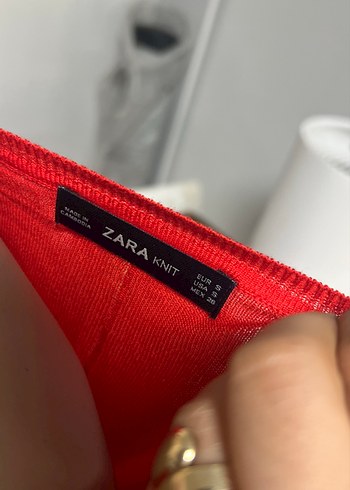 MADE IN
CAMBODIA
ZARA KNIT
EUR S
USA S
MEX 26